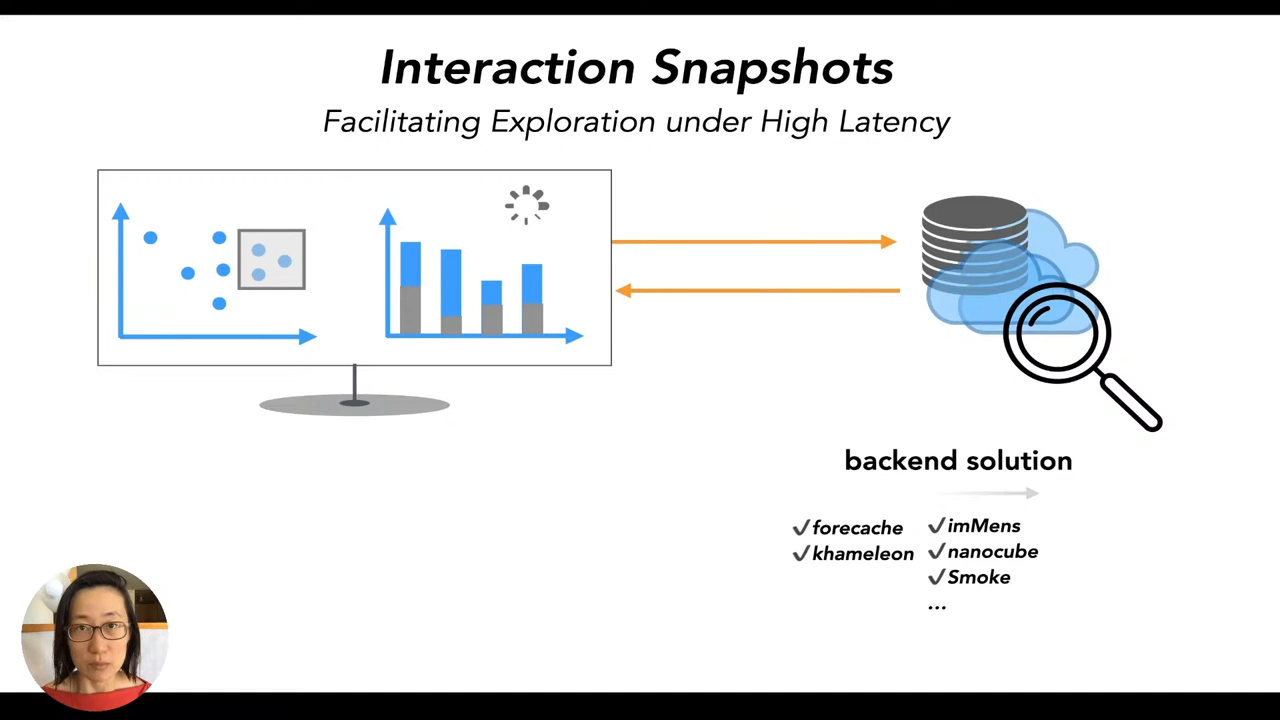 Interaction Snapshots
Facilitating Exploration under High Latency
backend solution
✓forecache
✓khameleon
✓imMens
✓nanocube
✓Smoke
...